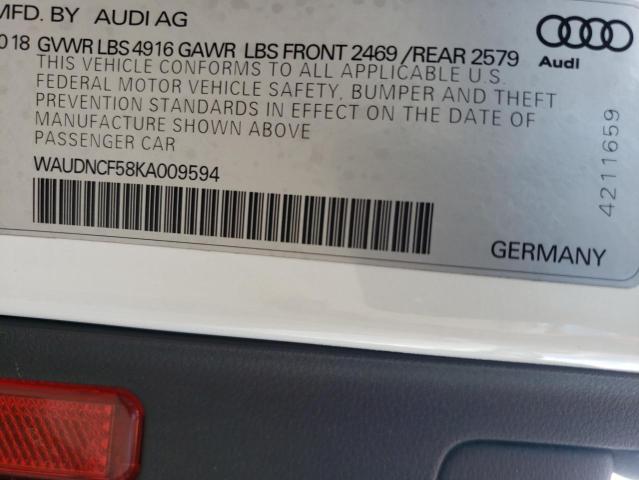 MFD. BY AUDI AG
018 GVWR LBS 4916 GAWR LBS FRONT 2469 /REAR 2579
THIS VEHICLE CONFORMS TO ALL APPLICABLE U.S.
FEDERAL MOTOR VEHICLE SAFETY, BUMPER AND THEFT
PREVENTION STANDARDS IN EFFECT ON THE DATE OF
MANUFACTURE SHOWN ABOVE
PASSENGER CAR
WAUDNCF58KA009594
Audi
4211659
GERMANY